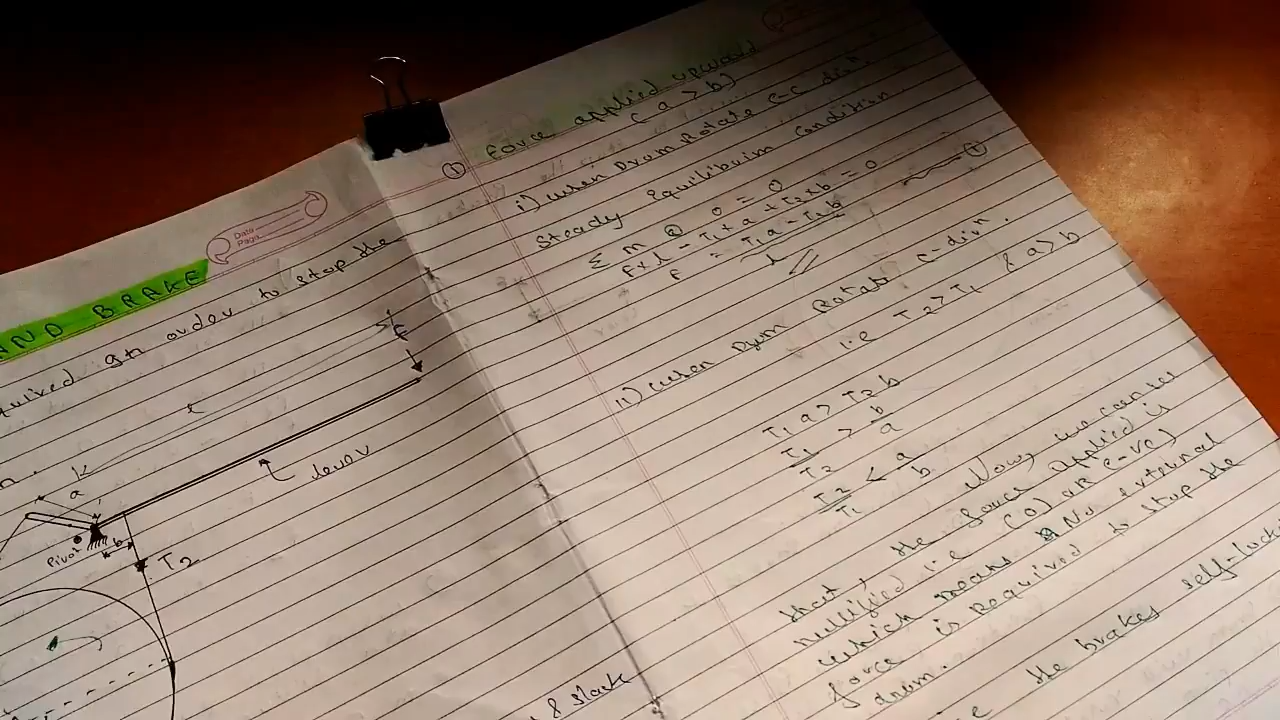 BRAKE
order to stop the
Date
Page
F
l
lever
a
Pivot
b
T2
& slack
① Force applied upward
(a > b)
i) when Drum Rotate C-C dirn
Steady Equilibrium Condition
Σ M @ 0 = 0
F×l - T1×a + T2×b = 0
F = T1a - T2b
l
ii) when Drum Rotate C-dirn.
i.e T2 > T1
& a > b
T1 a > T2 b
T1/T2 > b/a
T2/T1 < a/b
Now, we can see
that, the force applied is
nullified i.e (0) OR (-ve)
which means No external
force is required to stop the
drum.
the brakes self-lock